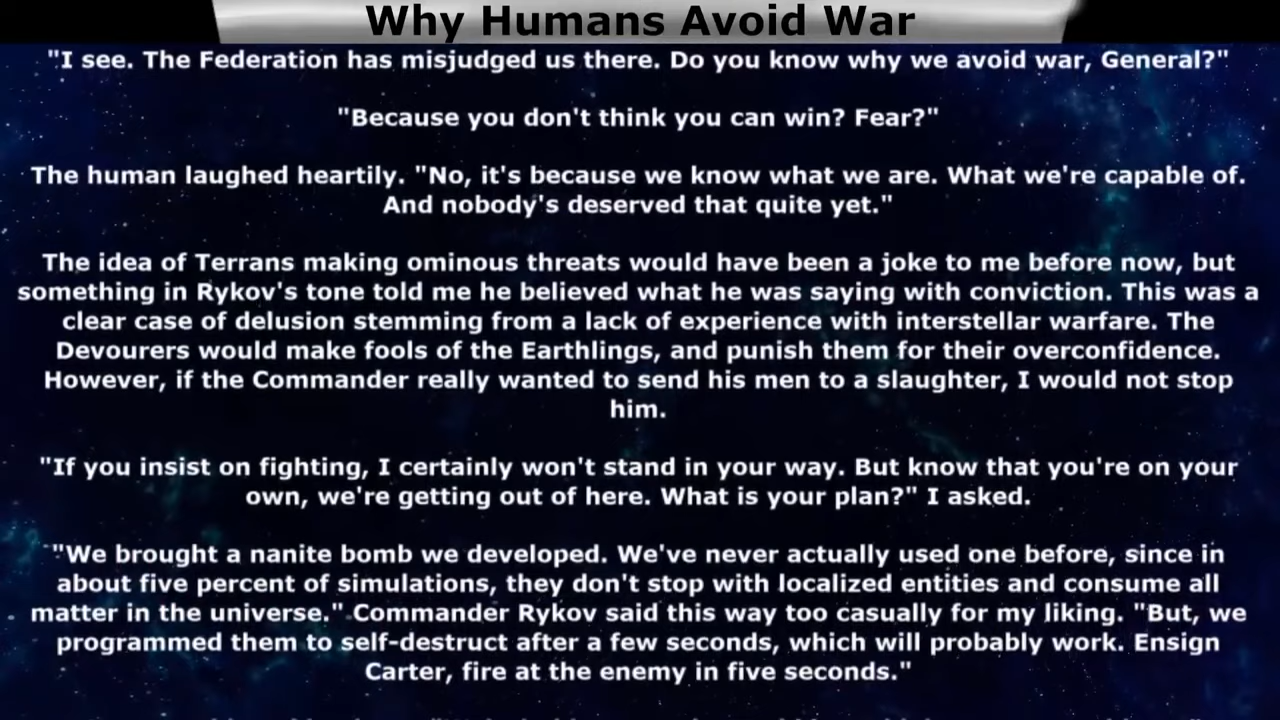 Why Humans Avoid War
"I see. The Federation has misjudged us there. Do you know why we avoid war, General?"
"Because you don't think you can win? Fear?"
The human laughed heartily. "No, it's because we know what we are. What we're capable of.
And nobody's deserved that quite yet."
The idea of Terrans making ominous threats would have been a joke to me before now, but
something in Rykov's tone told me he believed what he was saying with conviction. This was a
clear case of delusion stemming from a lack of experience with interstellar warfare. The
Devourers would make fools of the Earthlings, and punish them for their overconfidence.
However, if the Commander really wanted to send his men to a slaughter, I would not stop
him.
"If you insist on fighting, I certainly won't stand in your way. But know that you're on your
own, we're getting out of here. What is your plan?" I asked.
"We brought a nanite bomb we developed. We've never actually used one before, since in
about five percent of simulations, they don't stop with localized entities and consume all
matter in the universe." Commander Rykov said this way too casually for my liking. "But, we
programmed them to self-destruct after a few seconds, which will probably work. Ensign
Carter, fire at the enemy in five seconds."